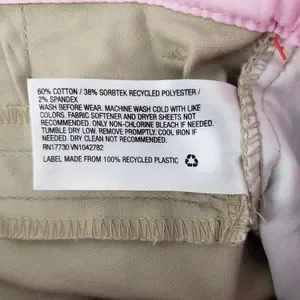 60% COTTON / 38% SORBTEK RECYCLED POLYESTER /
2% SPANDEX
WASH BEFORE WEAR. MACHINE WASH COLD WITH LIKE
COLORS. FABRIC SOFTENER AND DRYER SHEETS NOT
RECOMMENDED. ONLY NON-CHLORINE BLEACH IF NEEDED.
TUMBLE DRY LOW. REMOVE PROMPTLY. COOL IRON IF
NEEDED. DRY CLEAN NOT RECOMMENDED.
RN17730 VN1042782
LABEL MADE FROM 100% RECYCLED PLASTIC